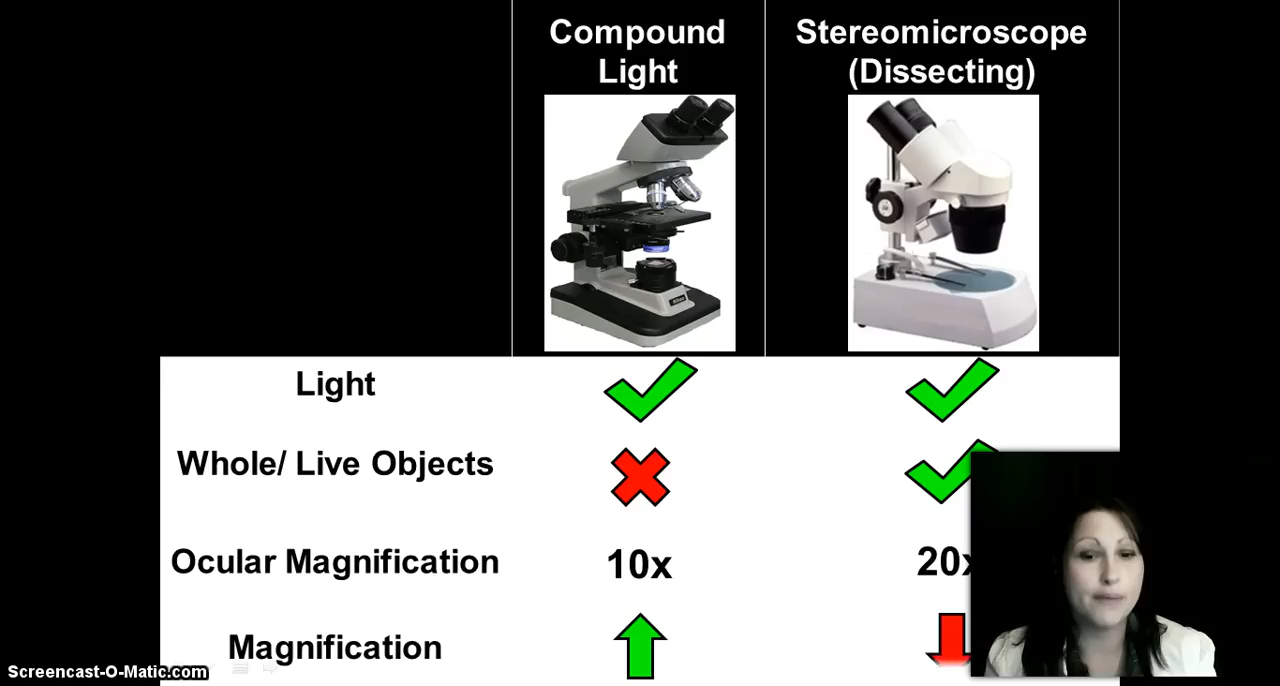 Compound
Light
Stereomicroscope
(Dissecting)
Light
Whole/ Live Objects
Ocular Magnification
10x
20x
Magnification
Screencast-O-Matic.com